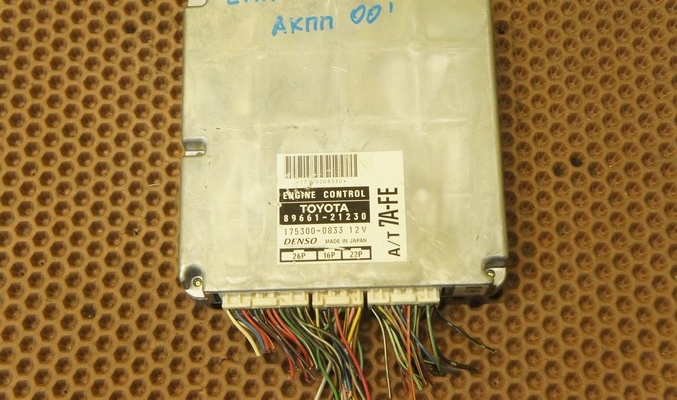 АКПП 00'
ENGINE CONTROL
TOYOTA
89661-21230
175300-0833 12V
DENSO MADE IN JAPAN
26P 16P 22P
A/T 7A-FE